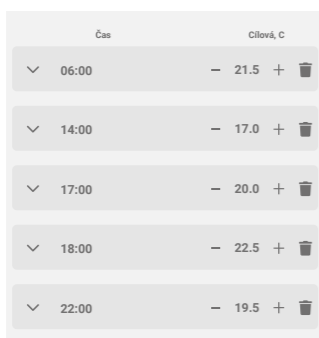 Čas Cílová, C
06:00 − 21.5 +
14:00 − 17.0 +
17:00 − 20.0 +
18:00 − 22.5 +
22:00 − 19.5 +